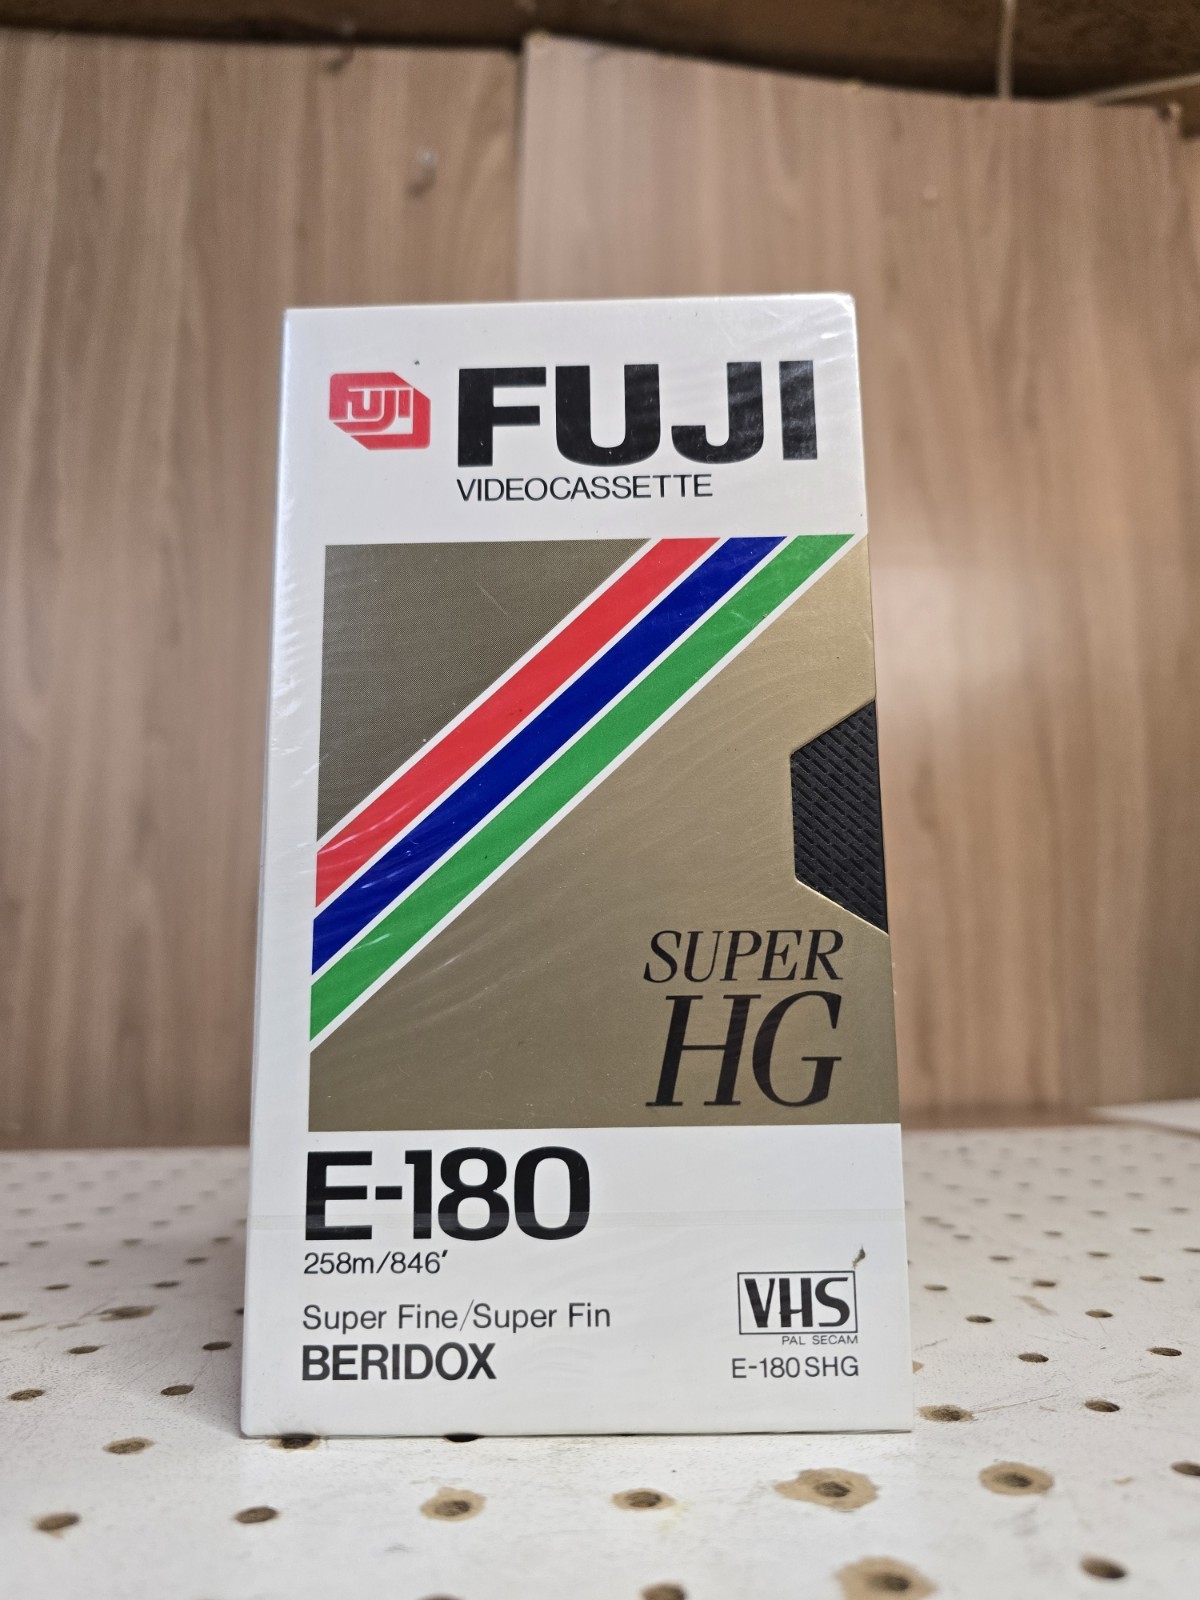 FUJI
FUJI
VIDEOCASSETTE
SUPER
HG
E-180
258m/846'
Super Fine/Super Fin
BERIDOX
VHS
PAL SECAM
E-180SHG